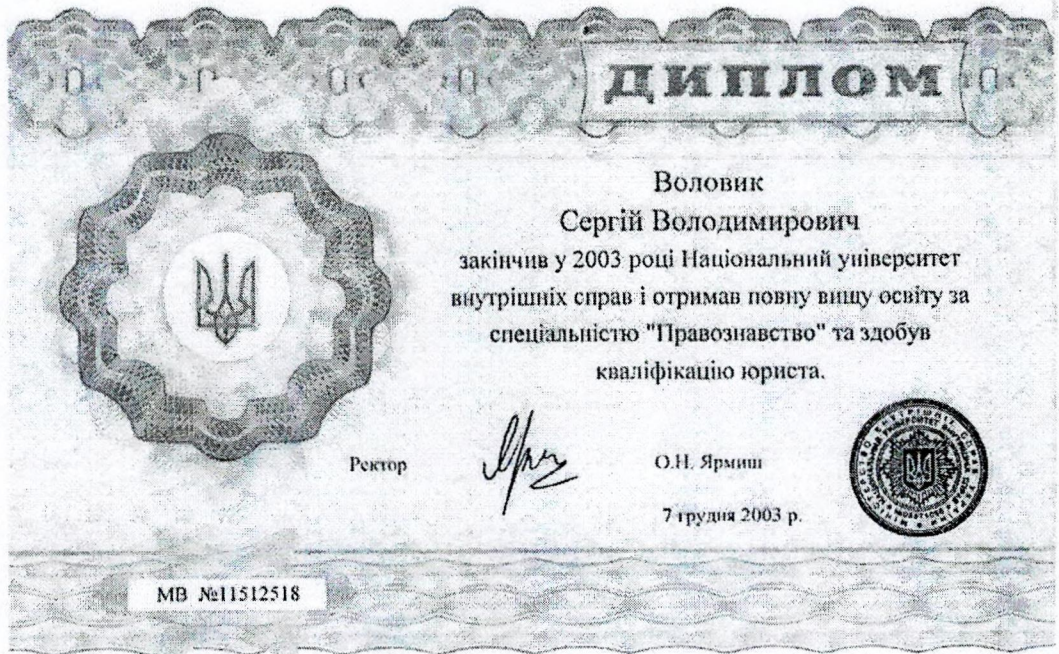 ДИПЛОМ
Воловик
Сергій Володимирович
закінчив у 2003 році Національний університет
внутрішніх справ і отримав повну вищу освіту за
спеціальністю "Правознавство" та здобув
кваліфікацію юриста.
Ректор
О.Н. Ярмиш
7 грудня 2003 р.
МВ №11512518